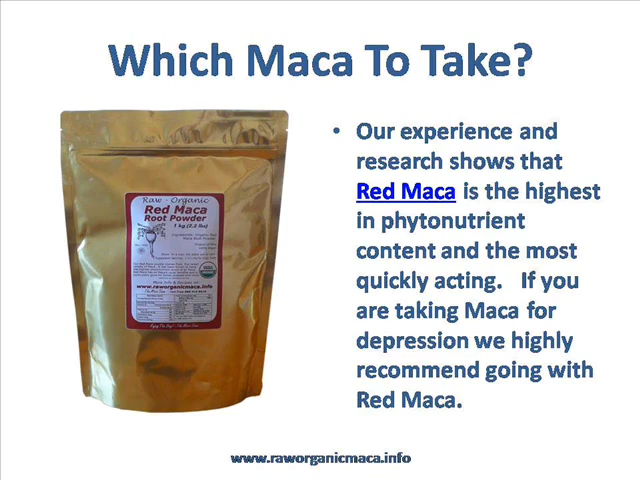 Which Maca To Take?
• Our experience and
research shows that
Red Maca is the highest
in phytonutrient
content and the most
quickly acting. If you
are taking Maca for
depression we highly
recommend going with
Red Maca.
Raw - Organic
Red Maca
Root Powder
1 kg (2.2 lbs)
www.raworganicmaca.info
www.raworganicmaca.info